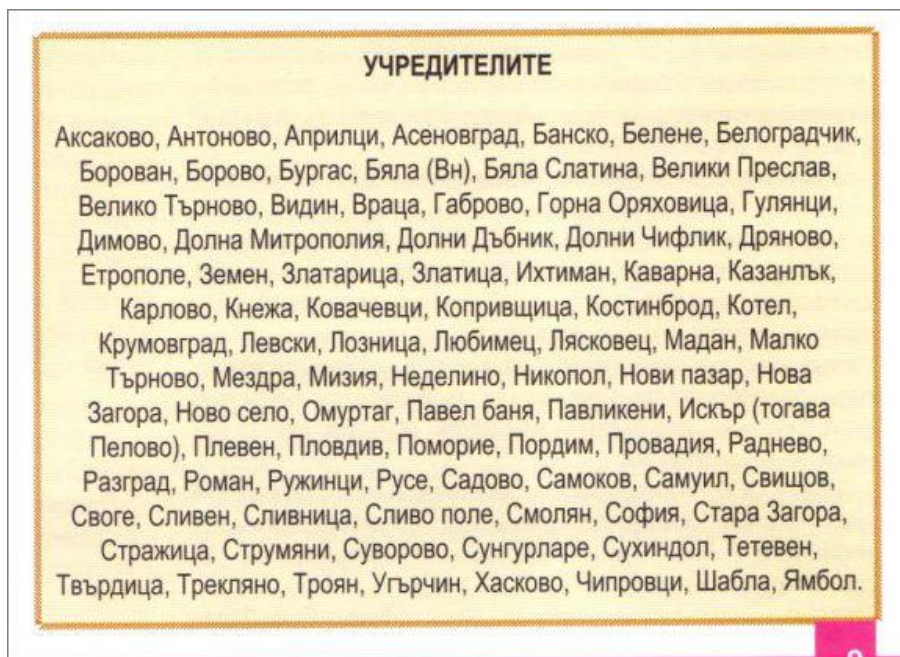 УЧРЕДИТЕЛИТЕ
Аксаково, Антоново, Априлци, Асеновград, Банско, Белене, Белоградчик,
Борован, Борово, Бургас, Бяла (Вн), Бяла Слатина, Велики Преслав,
Велико Търново, Видин, Враца, Габрово, Горна Оряховица, Гулянци,
Димово, Долна Митрополия, Долни Дъбник, Долни Чифлик, Дряново,
Етрополе, Земен, Златарица, Златица, Ихтиман, Каварна, Казанлък,
Карлово, Кнежа, Ковачевци, Копривщица, Костинброд, Котел,
Крумовград, Левски, Лозница, Любимец, Лясковец, Мадан, Малко
Търново, Мездра, Мизия, Неделино, Никопол, Нови пазар, Нова
Загора, Ново село, Омуртаг, Павел баня, Павликени, Искър (тогава
Пелово), Плевен, Пловдив, Поморие, Пордим, Провадия, Раднево,
Разград, Роман, Ружинци, Русе, Садово, Самоков, Самуил, Свищов,
Своге, Сливен, Сливница, Сливо поле, Смолян, София, Стара Загора,
Стражица, Струмяни, Суворово, Сунгурларе, Сухиндол, Тетевен,
Твърдица, Трекляно, Троян, Угърчин, Хасково, Чипровци, Шабла, Ямбол.